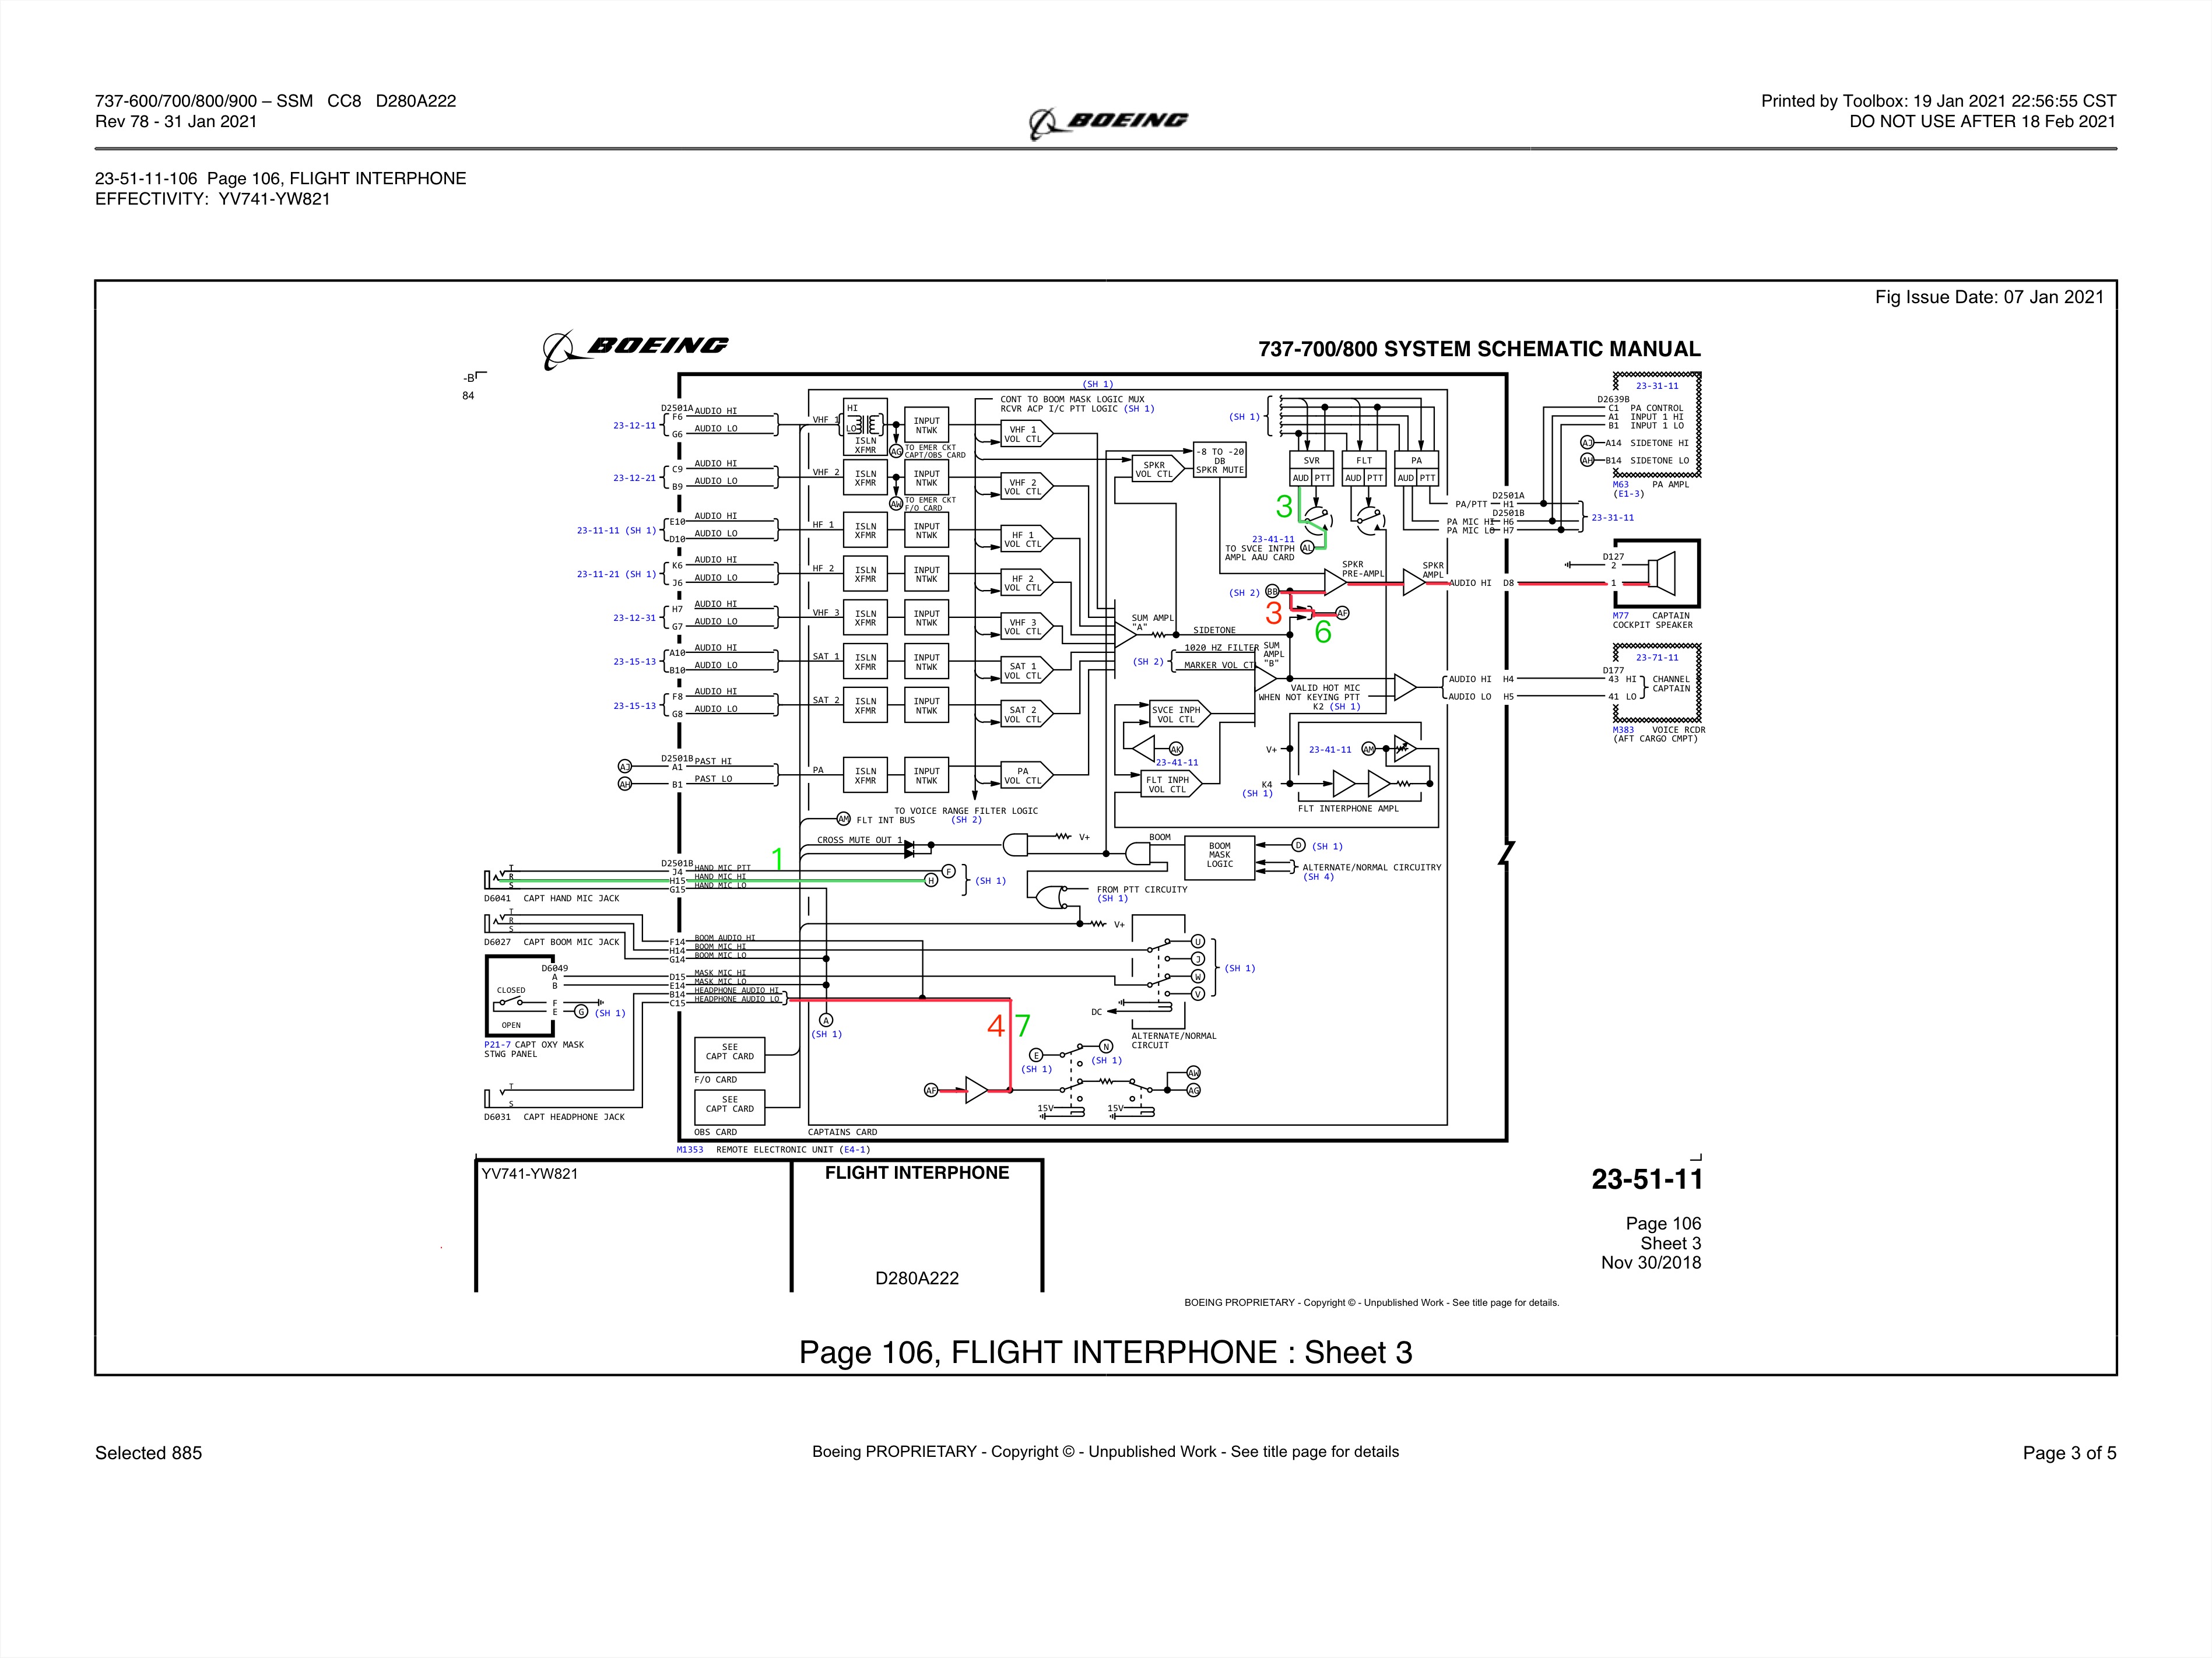 737-600/700/800/900 – SSM CC8 D280A222
Rev 78 - 31 Jan 2021
BOEING
Printed by Toolbox: 19 Jan 2021 22:56:55 CST
DO NOT USE AFTER 18 Feb 2021
23-51-11-106 Page 106, FLIGHT INTERPHONE
EFFECTIVITY: YV741-YW821
Fig Issue Date: 07 Jan 2021
BOEING
737-700/800 SYSTEM SCHEMATIC MANUAL
-B
84
(SH 1)
D2501A
23-12-11
F6 AUDIO HI
G6 AUDIO LO
VHF 1
HI
LO
ISLN
XFMR
INPUT
NTWK
VHF 1
VOL CTL
AG TO EMER CKT
CAPT/OBS CARD
CONT TO BOOM MASK LOGIC MUX
RCVR ACP I/C PTT LOGIC (SH 1)
23-12-21
C9 AUDIO HI
B9 AUDIO LO
VHF 2
ISLN
XFMR
INPUT
NTWK
VHF 2
VOL CTL
AW TO EMER CKT
F/O CARD
23-11-11 (SH 1)
E10 AUDIO HI
D10 AUDIO LO
HF 1
ISLN
XFMR
INPUT
NTWK
HF 1
VOL CTL
23-11-21 (SH 1)
K6 AUDIO HI
J6 AUDIO LO
HF 2
ISLN
XFMR
INPUT
NTWK
HF 2
VOL CTL
23-12-31
H7 AUDIO HI
G7 AUDIO LO
VHF 3
ISLN
XFMR
INPUT
NTWK
VHF 3
VOL CTL
23-15-13
A10 AUDIO HI
B10 AUDIO LO
SAT 1
ISLN
XFMR
INPUT
NTWK
SAT 1
VOL CTL
23-15-13
F8 AUDIO HI
G8 AUDIO LO
SAT 2
ISLN
XFMR
INPUT
NTWK
SAT 2
VOL CTL
D2501B
AJ A1 PAST HI
AH B1 PAST LO
PA
ISLN
XFMR
INPUT
NTWK
PA
VOL CTL
TO VOICE RANGE FILTER LOGIC
(SH 2)
AM FLT INT BUS
SPKR
VOL CTL
-8 TO -20
DB
SPKR MUTE
(SH 1)
SVR
AUD PTT
FLT
AUD PTT
PA
AUD PTT
3
23-41-11
TO SVCE INTPH
AMPL AAU CARD
AL
D2501A
PA/PTT H1
D2501B
PA MIC HI H6
PA MIC LO H7
23-31-11
23-31-11
D2639B
C1 PA CONTROL
A1 INPUT 1 HI
B1 INPUT 1 LO
AJ A14 SIDETONE HI
AH B14 SIDETONE LO
M63 PA AMPL
(E1-3)
SPKR
PRE-AMPL
SPKR
AMPL
AUDIO HI D8
D127
2
1
M77 CAPTAIN
COCKPIT SPEAKER
(SH 2) BB
3
6
AF
SUM AMPL
"A"
SIDETONE
(SH 2)
1020 HZ FILTER
MARKER VOL CTL
SUM
AMPL
"B"
VALID HOT MIC
WHEN NOT KEYING PTT
K2 (SH 1)
AUDIO HI H4
AUDIO LO H5
23-71-11
D177
43 HI
41 LO
CHANNEL
CAPTAIN
M383 VOICE RCDR
(AFT CARGO CMPT)
SVCE INPH
VOL CTL
AK
23-41-11
FLT INPH
VOL CTL
V+
23-41-11 AM
K4
(SH 1)
FLT INTERPHONE AMPL
CROSS MUTE OUT 1
V+
BOOM
BOOM
MASK
LOGIC
D (SH 1)
ALTERNATE/NORMAL CIRCUITRY
(SH 4)
FROM PTT CIRCUITY
(SH 1)
V+
1
D2501B
T
R
S
J4 HAND MIC PTT
H15 HAND MIC HI
G15 HAND MIC LO
F
H
(SH 1)
D6041 CAPT HAND MIC JACK
T
R
S
D6027 CAPT BOOM MIC JACK
F14 BOOM AUDIO HI
H14 BOOM MIC HI
G14 BOOM MIC LO
D15 MASK MIC HI
E14 MASK MIC LO
B14 HEADPHONE AUDIO HI
C15 HEADPHONE AUDIO LO
D6049
A
B
CLOSED
F
E
G (SH 1)
OPEN
P21-7 CAPT OXY MASK
STWG PANEL
T
S
D6031 CAPT HEADPHONE JACK
A
(SH 1)
U
J
W
V
(SH 1)
DC
ALTERNATE/NORMAL
CIRCUIT
4
7
E
(SH 1)
N
(SH 1)
AF
AW
AG
15V
15V
SEE
CAPT CARD
F/O CARD
SEE
CAPT CARD
OBS CARD
CAPTAINS CARD
M1353 REMOTE ELECTRONIC UNIT (E4-1)
YV741-YW821
FLIGHT INTERPHONE
D280A222
23-51-11
Page 106
Sheet 3
Nov 30/2018
BOEING PROPRIETARY - Copyright © - Unpublished Work - See title page for details.
Page 106, FLIGHT INTERPHONE : Sheet 3
Selected 885
Boeing PROPRIETARY - Copyright © - Unpublished Work - See title page for details
Page 3 of 5